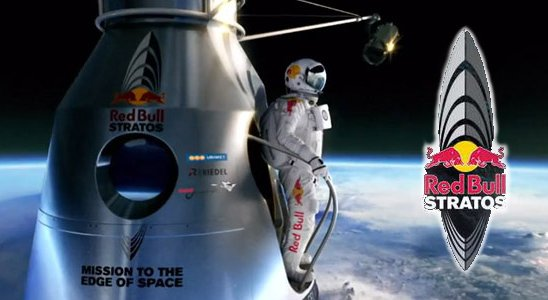 Red Bull
STRATOS
RIEDEL
MISSION TO THE
EDGE OF SPACE
Red Bull
Red Bull
STRATOS